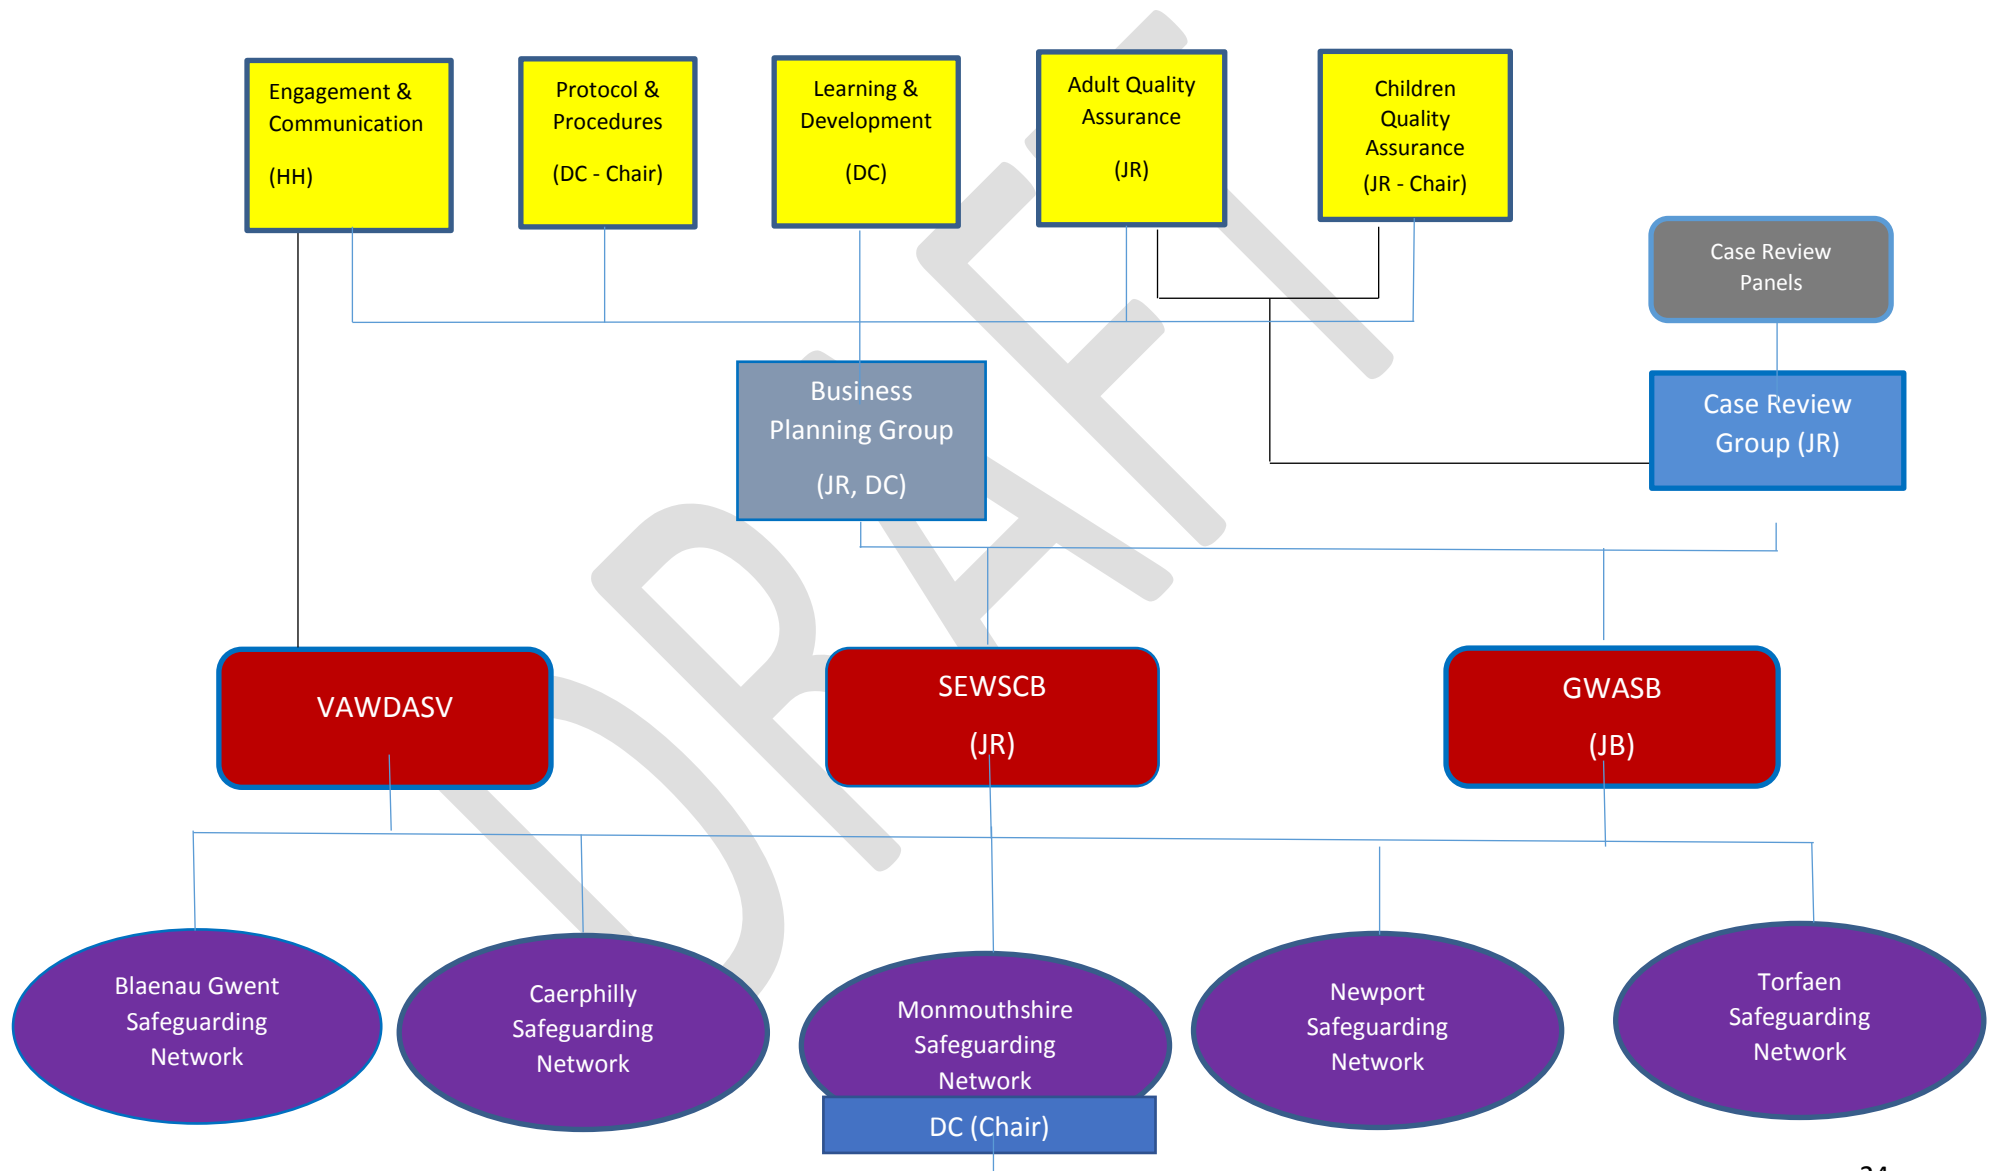 Engagement &
Communication
(HH)
Protocol &
Procedures
(DC - Chair)
Learning &
Development
(DC)
Adult Quality
Assurance
(JR)
Children
Quality
Assurance
(JR - Chair)
Case Review
Panels
Business
Planning Group
(JR, DC)
Case Review
Group (JR)
VAWDASV
SEWSCB
(JR)
GWASB
(JB)
Blaenau Gwent
Safeguarding
Network
Caerphilly
Safeguarding
Network
Monmouthshire
Safeguarding
Network
DC (Chair)
Newport
Safeguarding
Network
Torfaen
Safeguarding
Network
DRAFT